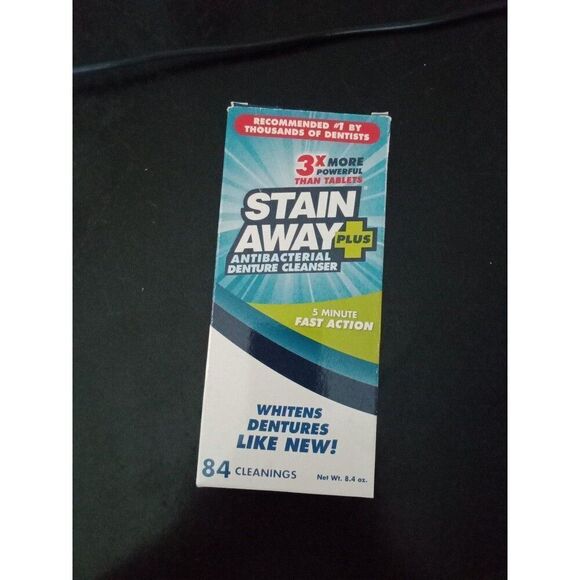 RECOMMENDED #1 BY
THOUSANDS OF DENTISTS
3X MORE
POWERFUL
THAN TABLETS
STAIN
AWAY PLUS
ANTIBACTERIAL
DENTURE CLEANSER
5 MINUTE
FAST ACTION
WHITENS
DENTURES
LIKE NEW!
84 CLEANINGS
Net Wt. 8.4 oz.